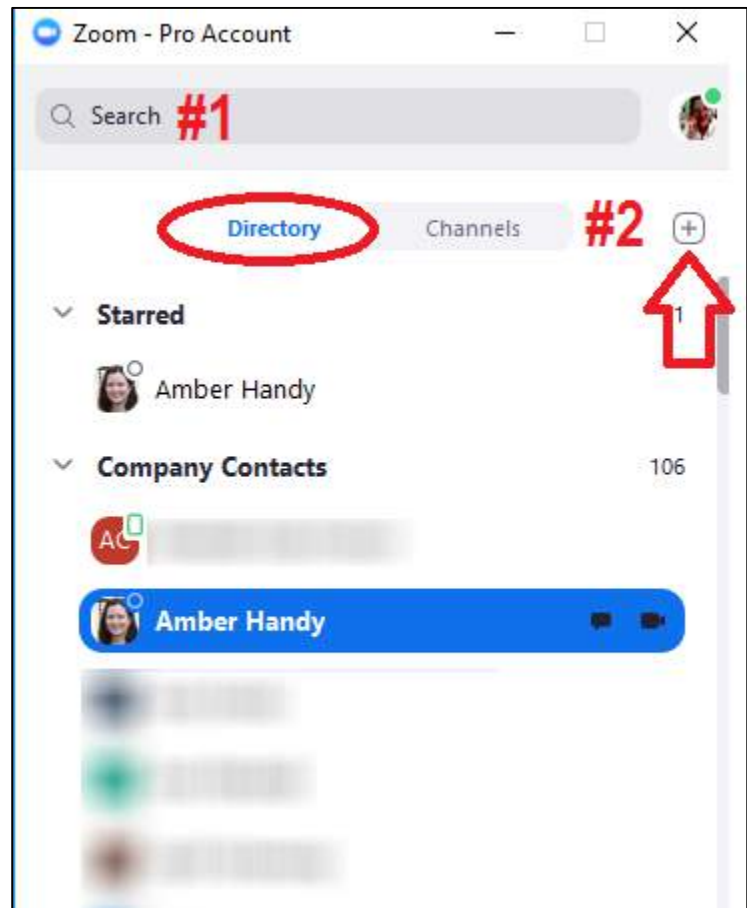 Zoom - Pro Account
Search #1
Directory Channels #2
Starred 1
Amber Handy
Company Contacts 106
AC
Amber Handy